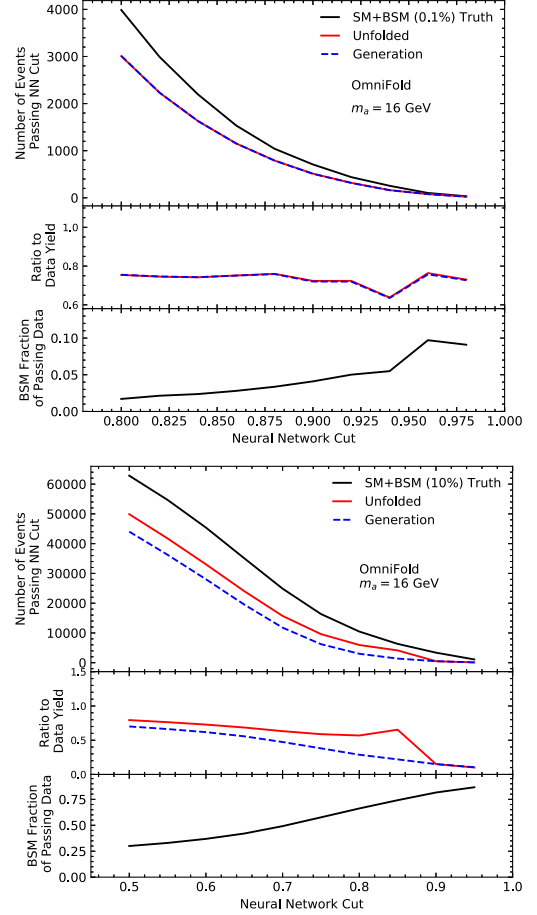 4000
3000
2000
1000
0
Number of Events
Passing NN Cut
SM+BSM (0.1%) Truth
Unfolded
Generation
OmniFold
mₐ = 16 GeV
1.0
0.8
0.6
Ratio to
Data Yield
0.10
0.05
0.00
BSM Fraction
of Passing Data
0.800 0.825 0.850 0.875 0.900 0.925 0.950 0.975 1.000
Neural Network Cut
60000
50000
40000
30000
20000
10000
0
Number of Events
Passing NN Cut
SM+BSM (10%) Truth
Unfolded
Generation
OmniFold
mₐ = 16 GeV
1.5
1.0
0.5
0.0
Ratio to
Data Yield
0.75
0.50
0.25
0.00
BSM Fraction
of Passing Data
0.5 0.6 0.7 0.8 0.9 1.0
Neural Network Cut